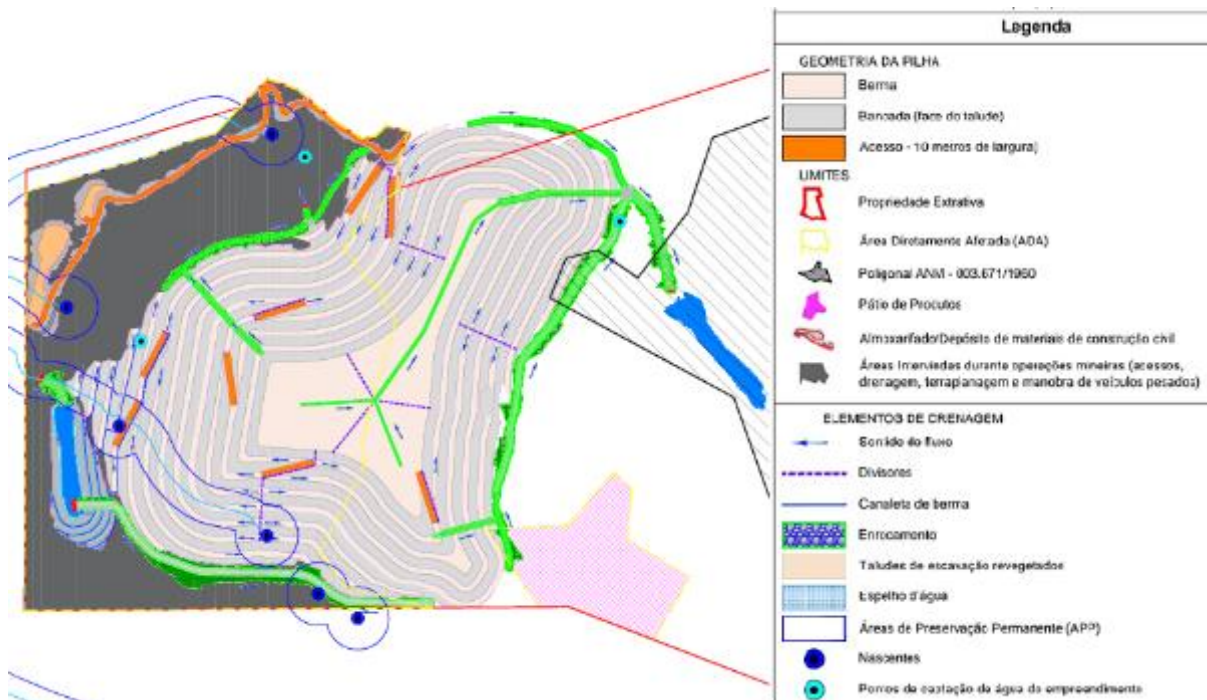 Legenda
GEOMETRIA DA PILHA
Berma
Bancada (face do talude)
Acesso - 10 metros de largura)
LIMITES
Propriedade Extrativa
Área Diretamente Afetada (ADA)
Poligonal ANM - 003.671/1960
Pátio de Produtos
Almoxarifado/Depósito de materiais de construção civil
Áreas Intervindas durante operações mineiras (acessos,
drenagem, terraplanagem e manobra de veículos pesados)
ELEMENTOS DE DRENAGEM
Sentido do fluxo
Divisores
Canaleta de berma
Enrocamento
Taludes de escavação revegetados
Espelho d'água
Áreas de Preservação Permanente (APP)
Nascentes
Pontos de captação de água do empreendimento